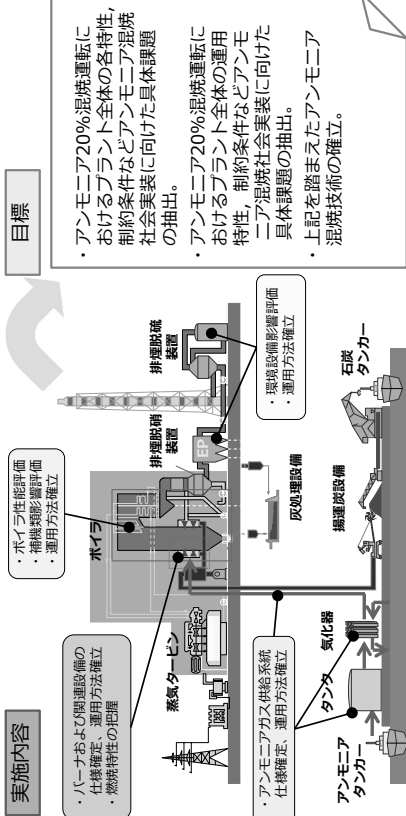 実施内容
・バーナおよび関連設備の
仕様確定、運用方法確立
・燃焼特性の把握
・ボイラ性能評価
・補機類影響評価
・運用方法確立
ボイラ
蒸気タービン
排煙脱硝
装置
EP
排煙脱硫
装置
・環境設備影響評価
・運用方法確立
灰処理設備
・アンモニアガス供給系統
仕様確定、運用方法確立
アンモニア
タンカー
タンク
気化器
揚運炭設備
石炭
タンカー
目標
・アンモニア20%混焼運転に
おけるプラント全体の各特性,
制約条件などアンモニア混焼
社会実装に向けた具体課題
の抽出。
・アンモニア20%混焼運転に
おけるプラント全体の運用
特性，制約条件などアンモ
ニア混焼社会実装に向けた
具体課題の抽出。
・上記を踏まえたアンモニア
混焼技術の確立。